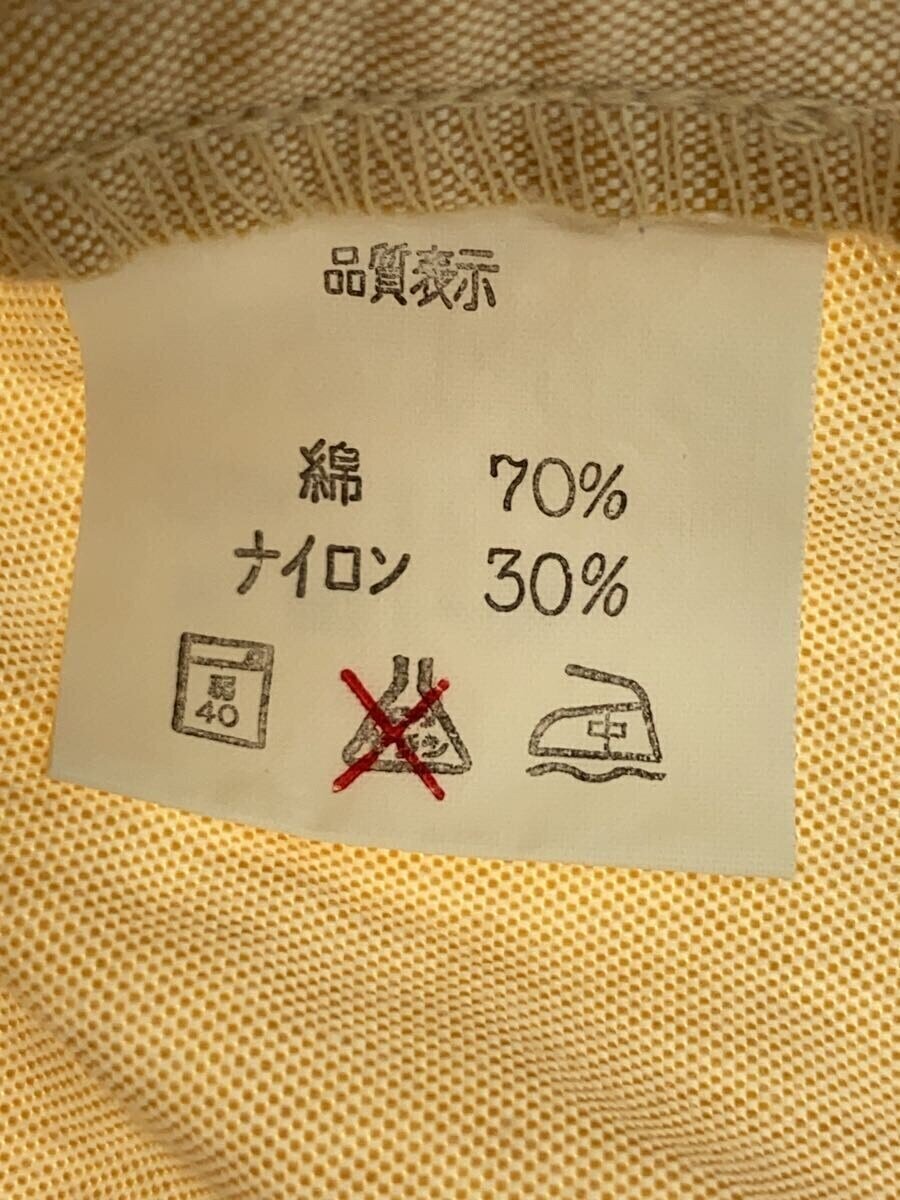 品質表示
綿 70%
ナイロン 30%
弱 中
40